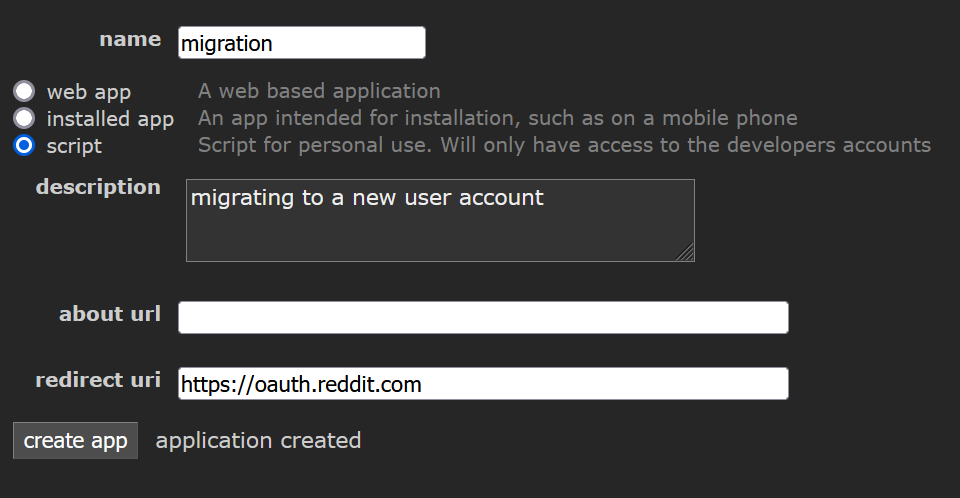 name migration
web app A web based application
installed app An app intended for installation, such as on a mobile phone
script Script for personal use. Will only have access to the developers accounts
description migrating to a new user account
about url
redirect uri https://oauth.reddit.com
create app application created